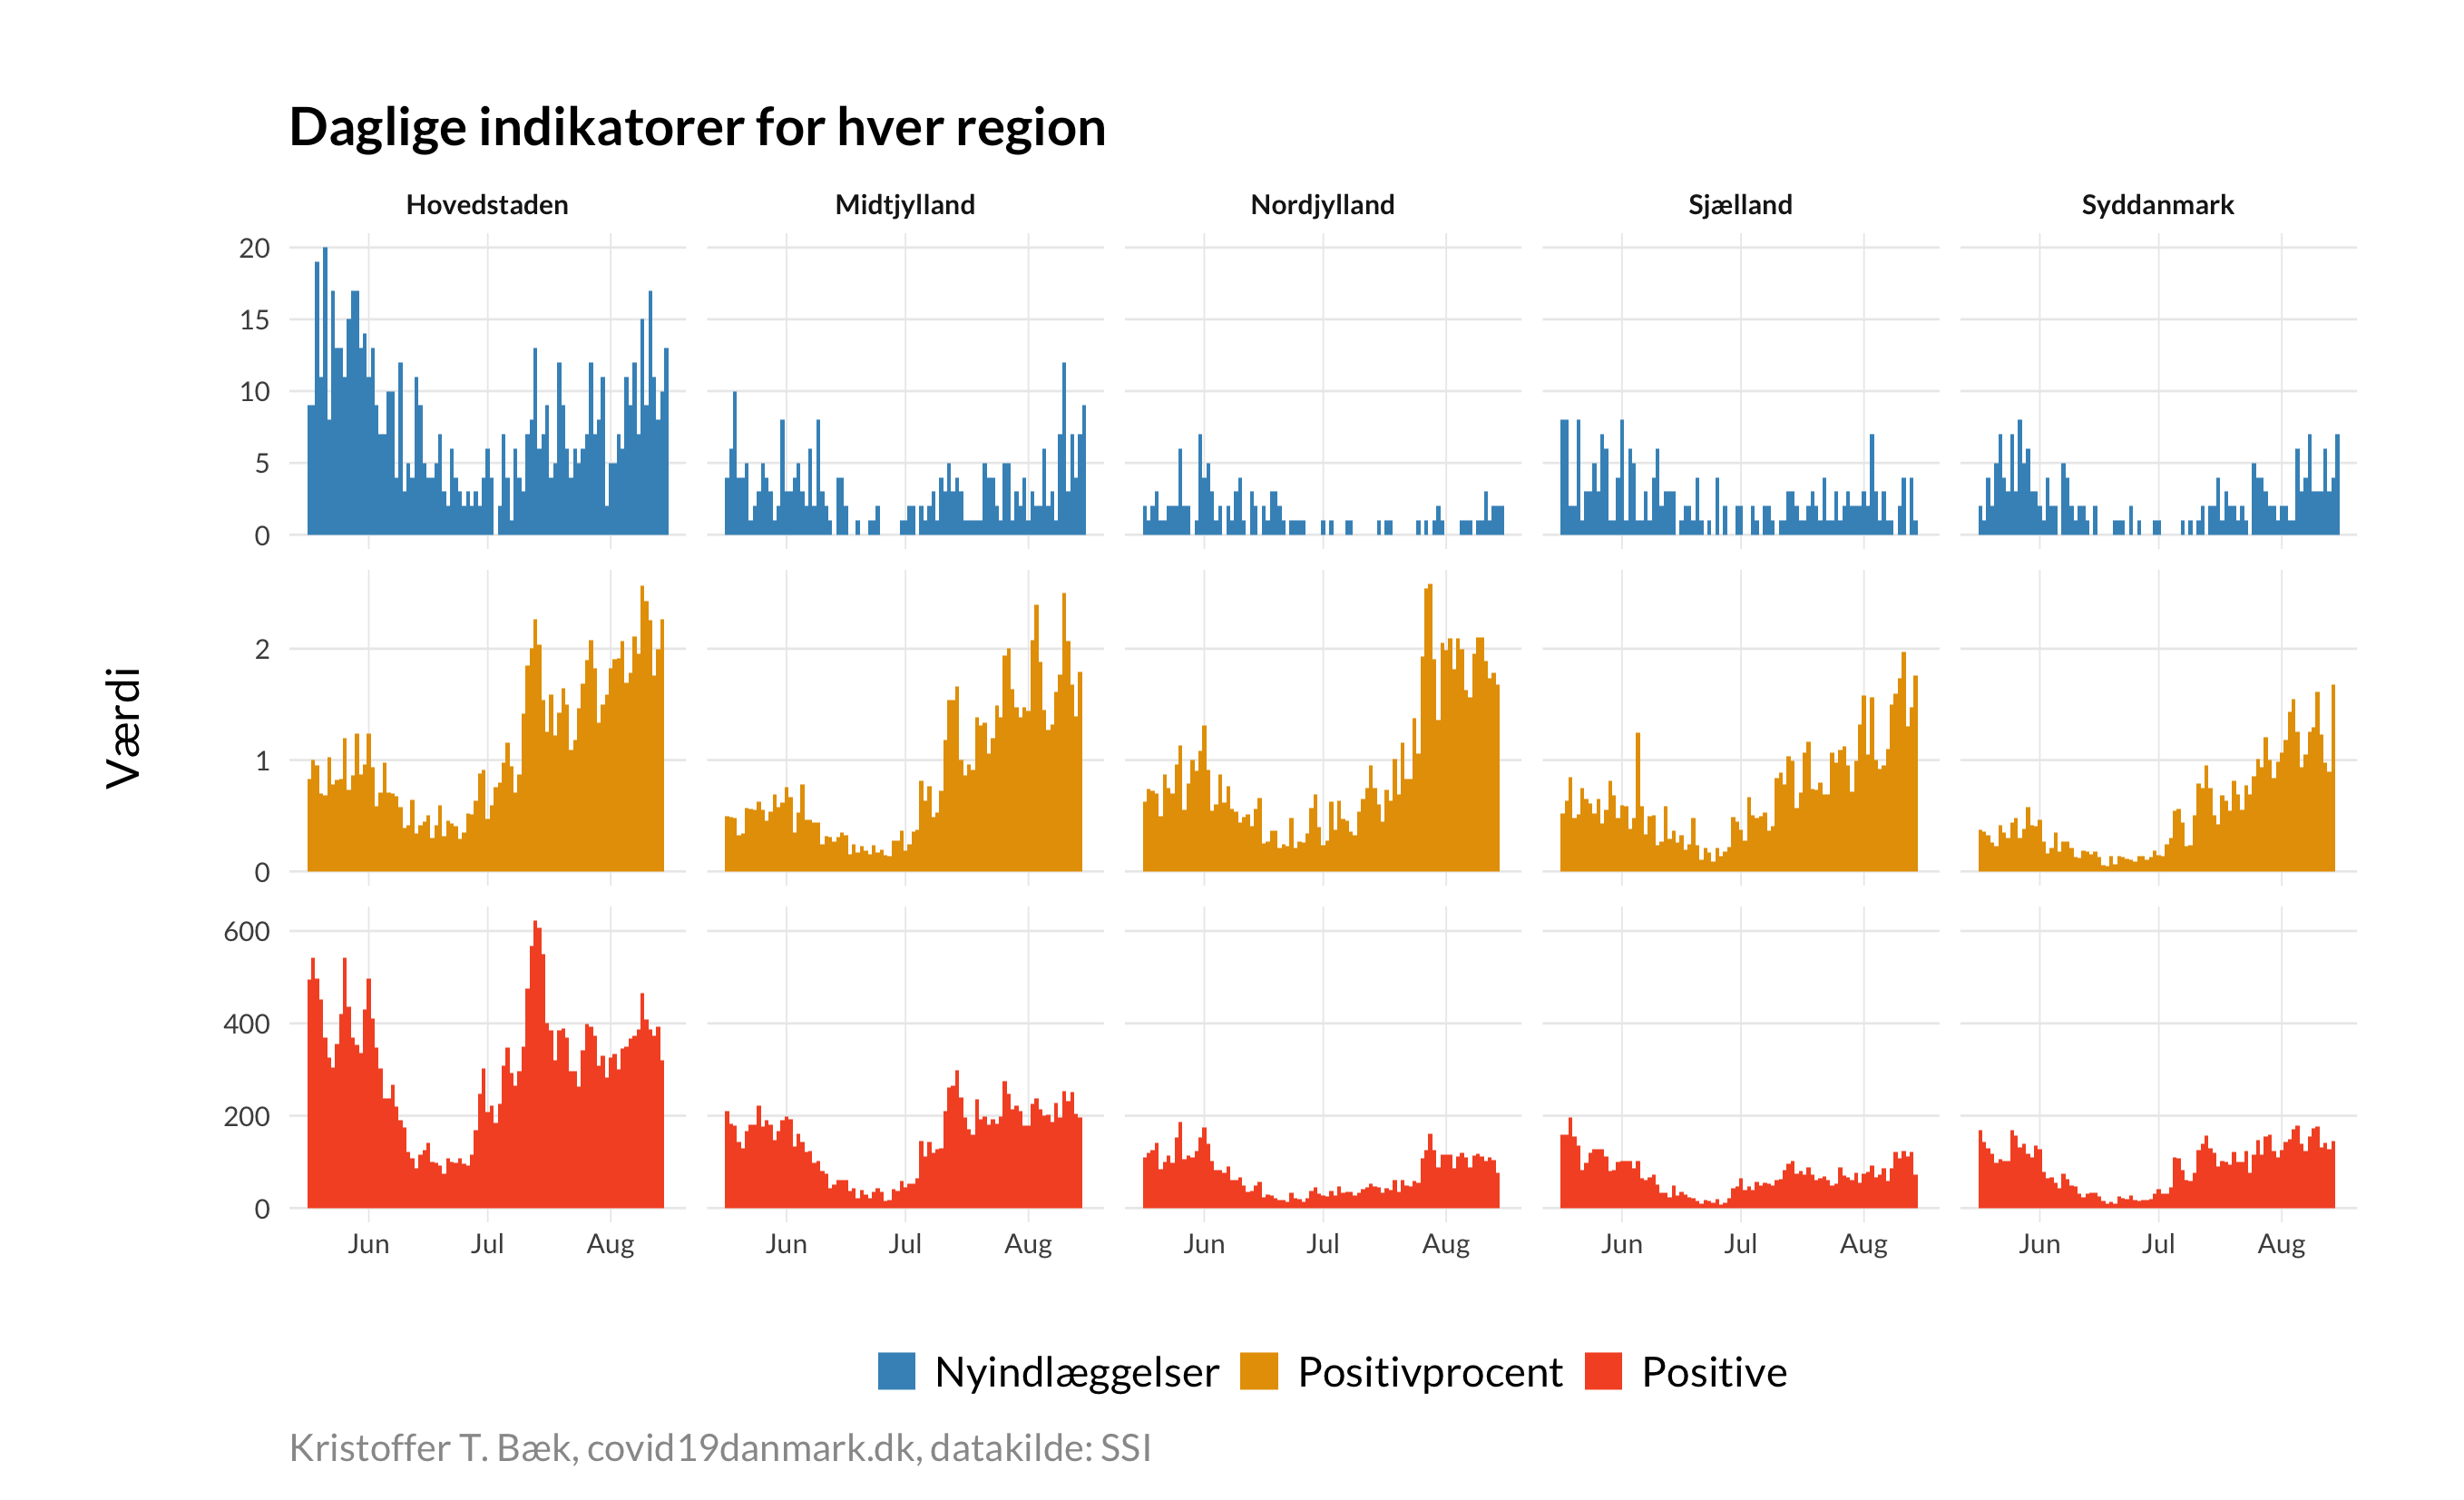 Daglige indikatorer for hver region
Hovedstaden Midtjylland Nordjylland Sjælland Syddanmark
20
15
10
5
0
2
1
0
600
400
200
0
Værdi
Jun Jul Aug Jun Jul Aug Jun Jul Aug Jun Jul Aug Jun Jul Aug
Nyindlæggelser Positivprocent Positive
Kristoffer T. Bæk, covid19danmark.dk, datakilde: SSI